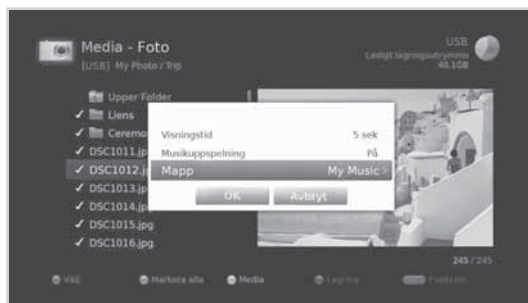 Media - Foto
[USB] My Photo / Trip
USB
Ledigt lagringsutrymme
46.1GB
Upper Folder
✓ Liens
✓ Ceremo
✓ DSC1011.jp
✓ DSC1012.j
✓ DSC1013.jp
✓ DSC1014.jp
✓ DSC1015.jpg
✓ DSC1016.jpg
Visningstid 5 sek
Musikuppspelning På
Mapp My Music >
OK Avbryt
245 / 245
Välj Markera alla Media Lagring Funktion